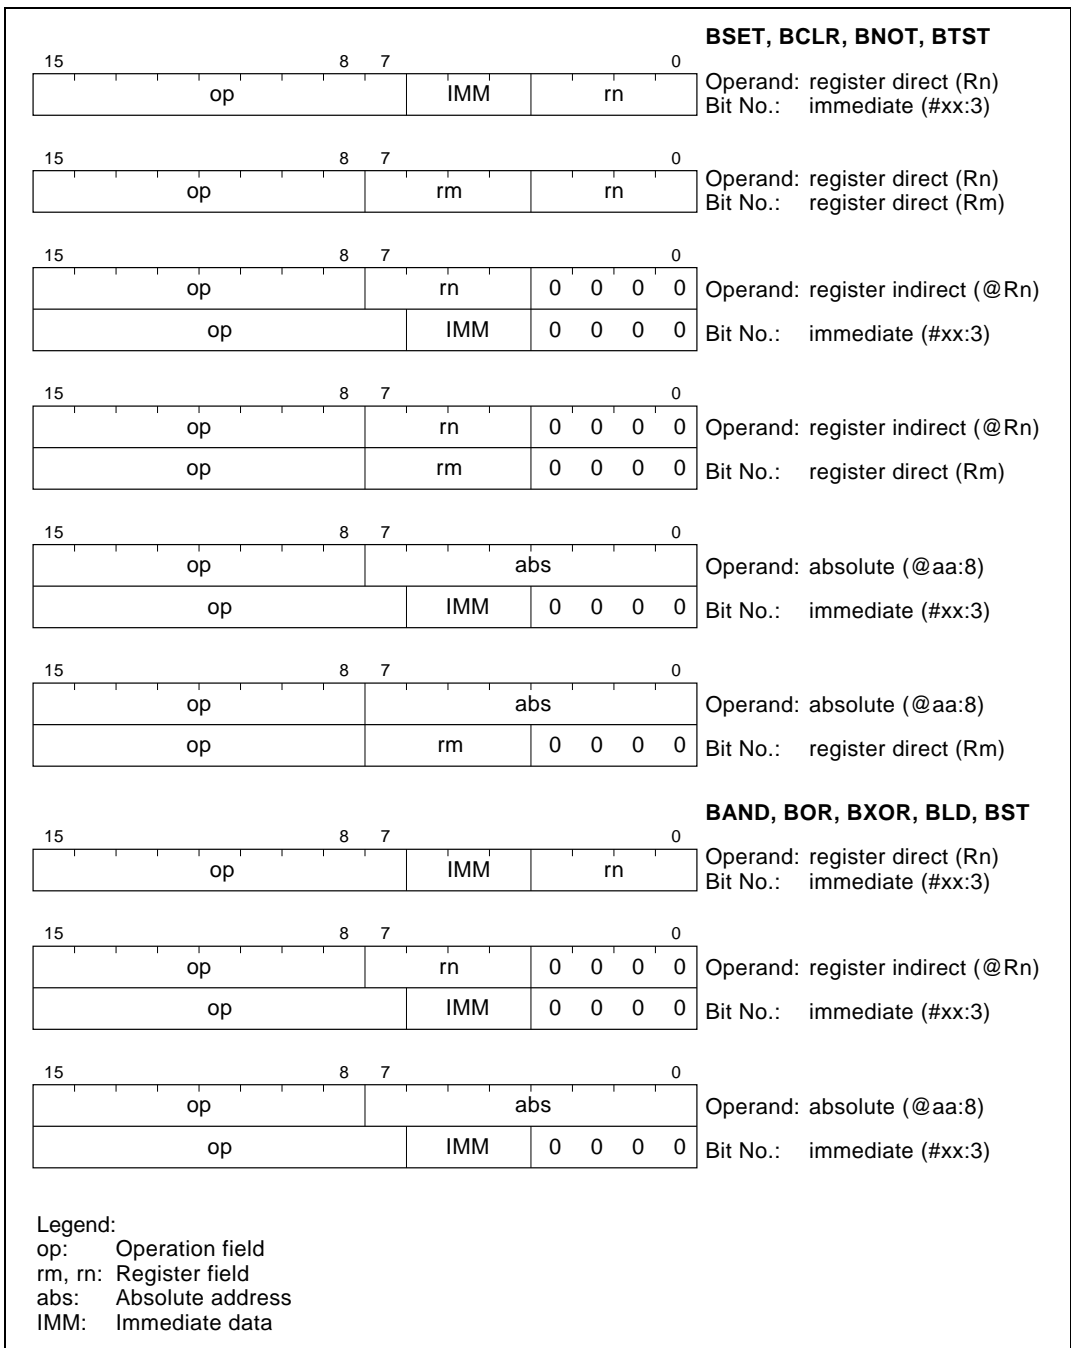 BSET, BCLR, BNOT, BTST
15 8 7 0
op IMM rn
Operand: register direct (Rn)
Bit No.: immediate (#xx:3)
15 8 7 0
op rm rn
Operand: register direct (Rn)
Bit No.: register direct (Rm)
15 8 7 0
op rn 0 0 0 0 Operand: register indirect (@Rn)
op IMM 0 0 0 0 Bit No.: immediate (#xx:3)
15 8 7 0
op rn 0 0 0 0 Operand: register indirect (@Rn)
op rm 0 0 0 0 Bit No.: register direct (Rm)
15 8 7 0
op abs Operand: absolute (@aa:8)
op IMM 0 0 0 0 Bit No.: immediate (#xx:3)
15 8 7 0
op abs Operand: absolute (@aa:8)
op rm 0 0 0 0 Bit No.: register direct (Rm)
BAND, BOR, BXOR, BLD, BST
15 8 7 0
op IMM rn
Operand: register direct (Rn)
Bit No.: immediate (#xx:3)
15 8 7 0
op rn 0 0 0 0 Operand: register indirect (@Rn)
op IMM 0 0 0 0 Bit No.: immediate (#xx:3)
15 8 7 0
op abs Operand: absolute (@aa:8)
op IMM 0 0 0 0 Bit No.: immediate (#xx:3)
Legend:
op: Operation field
rm, rn: Register field
abs: Absolute address
IMM: Immediate data